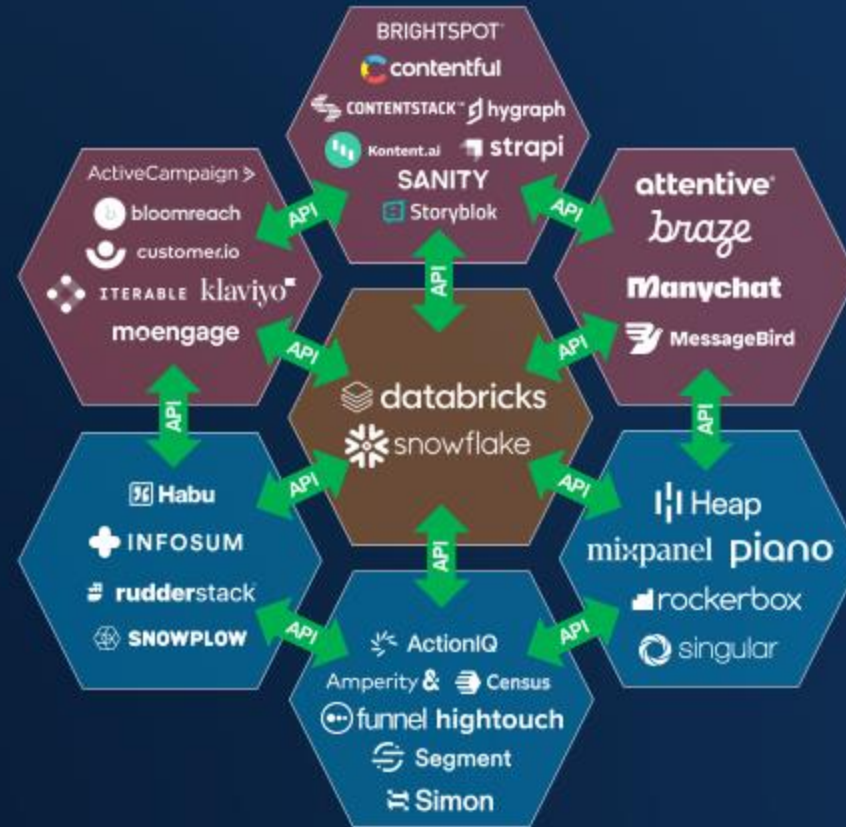 BRIGHTSPOT
contentful
CONTENTSTACK™ hygraph
Kontent.ai strapi
SANITY
Storyblok
API
API
API
ActiveCampaign >
bloomreach
customer.io
ITERABLE klaviyo
moengage
attentive®
braze
Manychat
MessageBird
API
API
databricks
snowflake
API
API
API
API
API
Habu
INFOSUM
rudderstack
SNOWPLOW
Heap
mixpanel piano
rockerbox
singular
API
API
ActionIQ
Amperity & Census
funnel hightouch
Segment
Simon